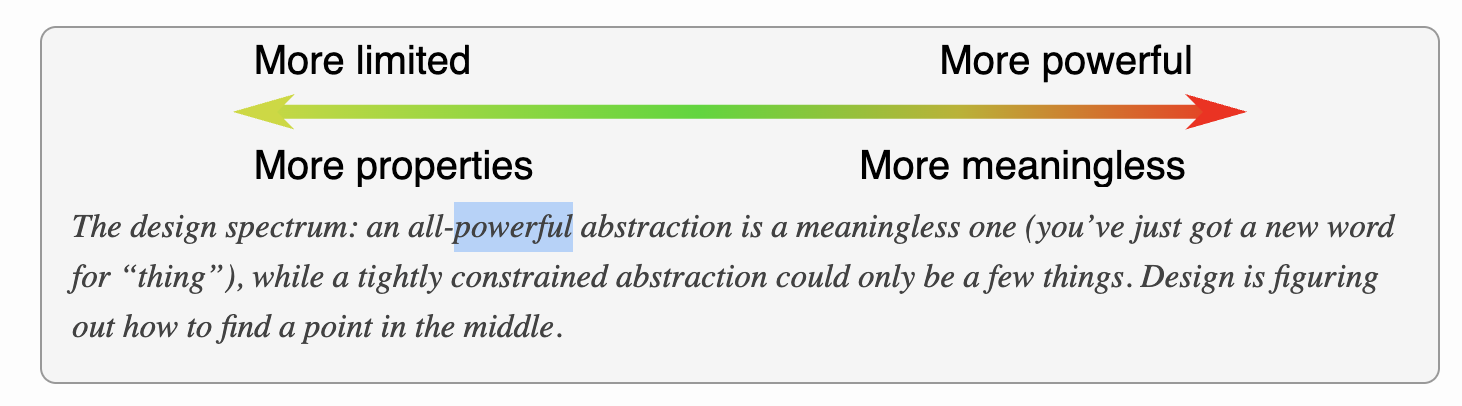 More limited More powerful
More properties More meaningless
The design spectrum: an all-powerful abstraction is a meaningless one (you’ve just got a new word
for “thing”), while a tightly constrained abstraction could only be a few things. Design is figuring
out how to find a point in the middle.